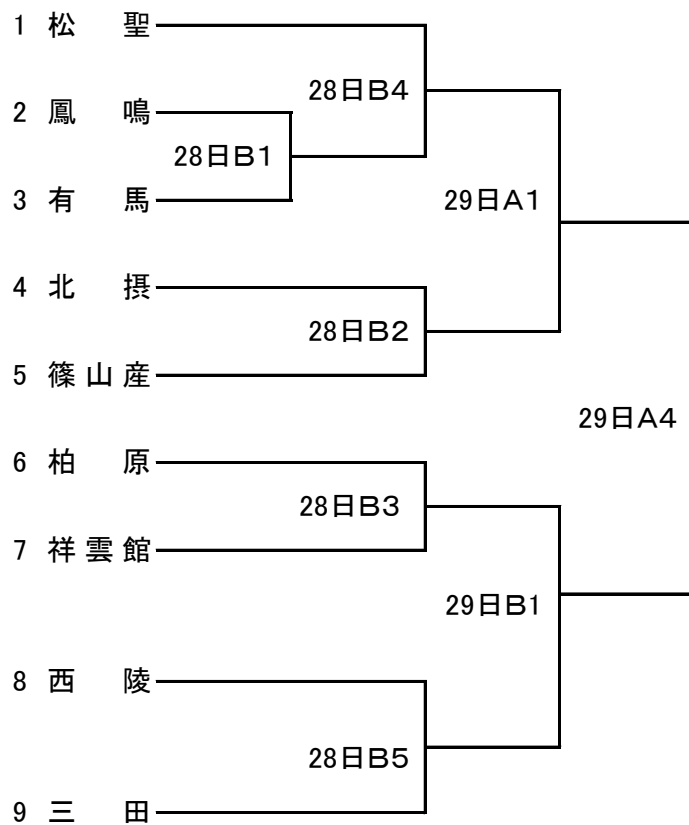 1 松 聖
28日B4
2 鳳 鳴
28日B1
3 有 馬
29日A1
4 北 摂
28日B2
5 篠山産
29日A4
6 柏 原
28日B3
7 祥雲館
29日B1
8 西 陵
28日B5
9 三 田